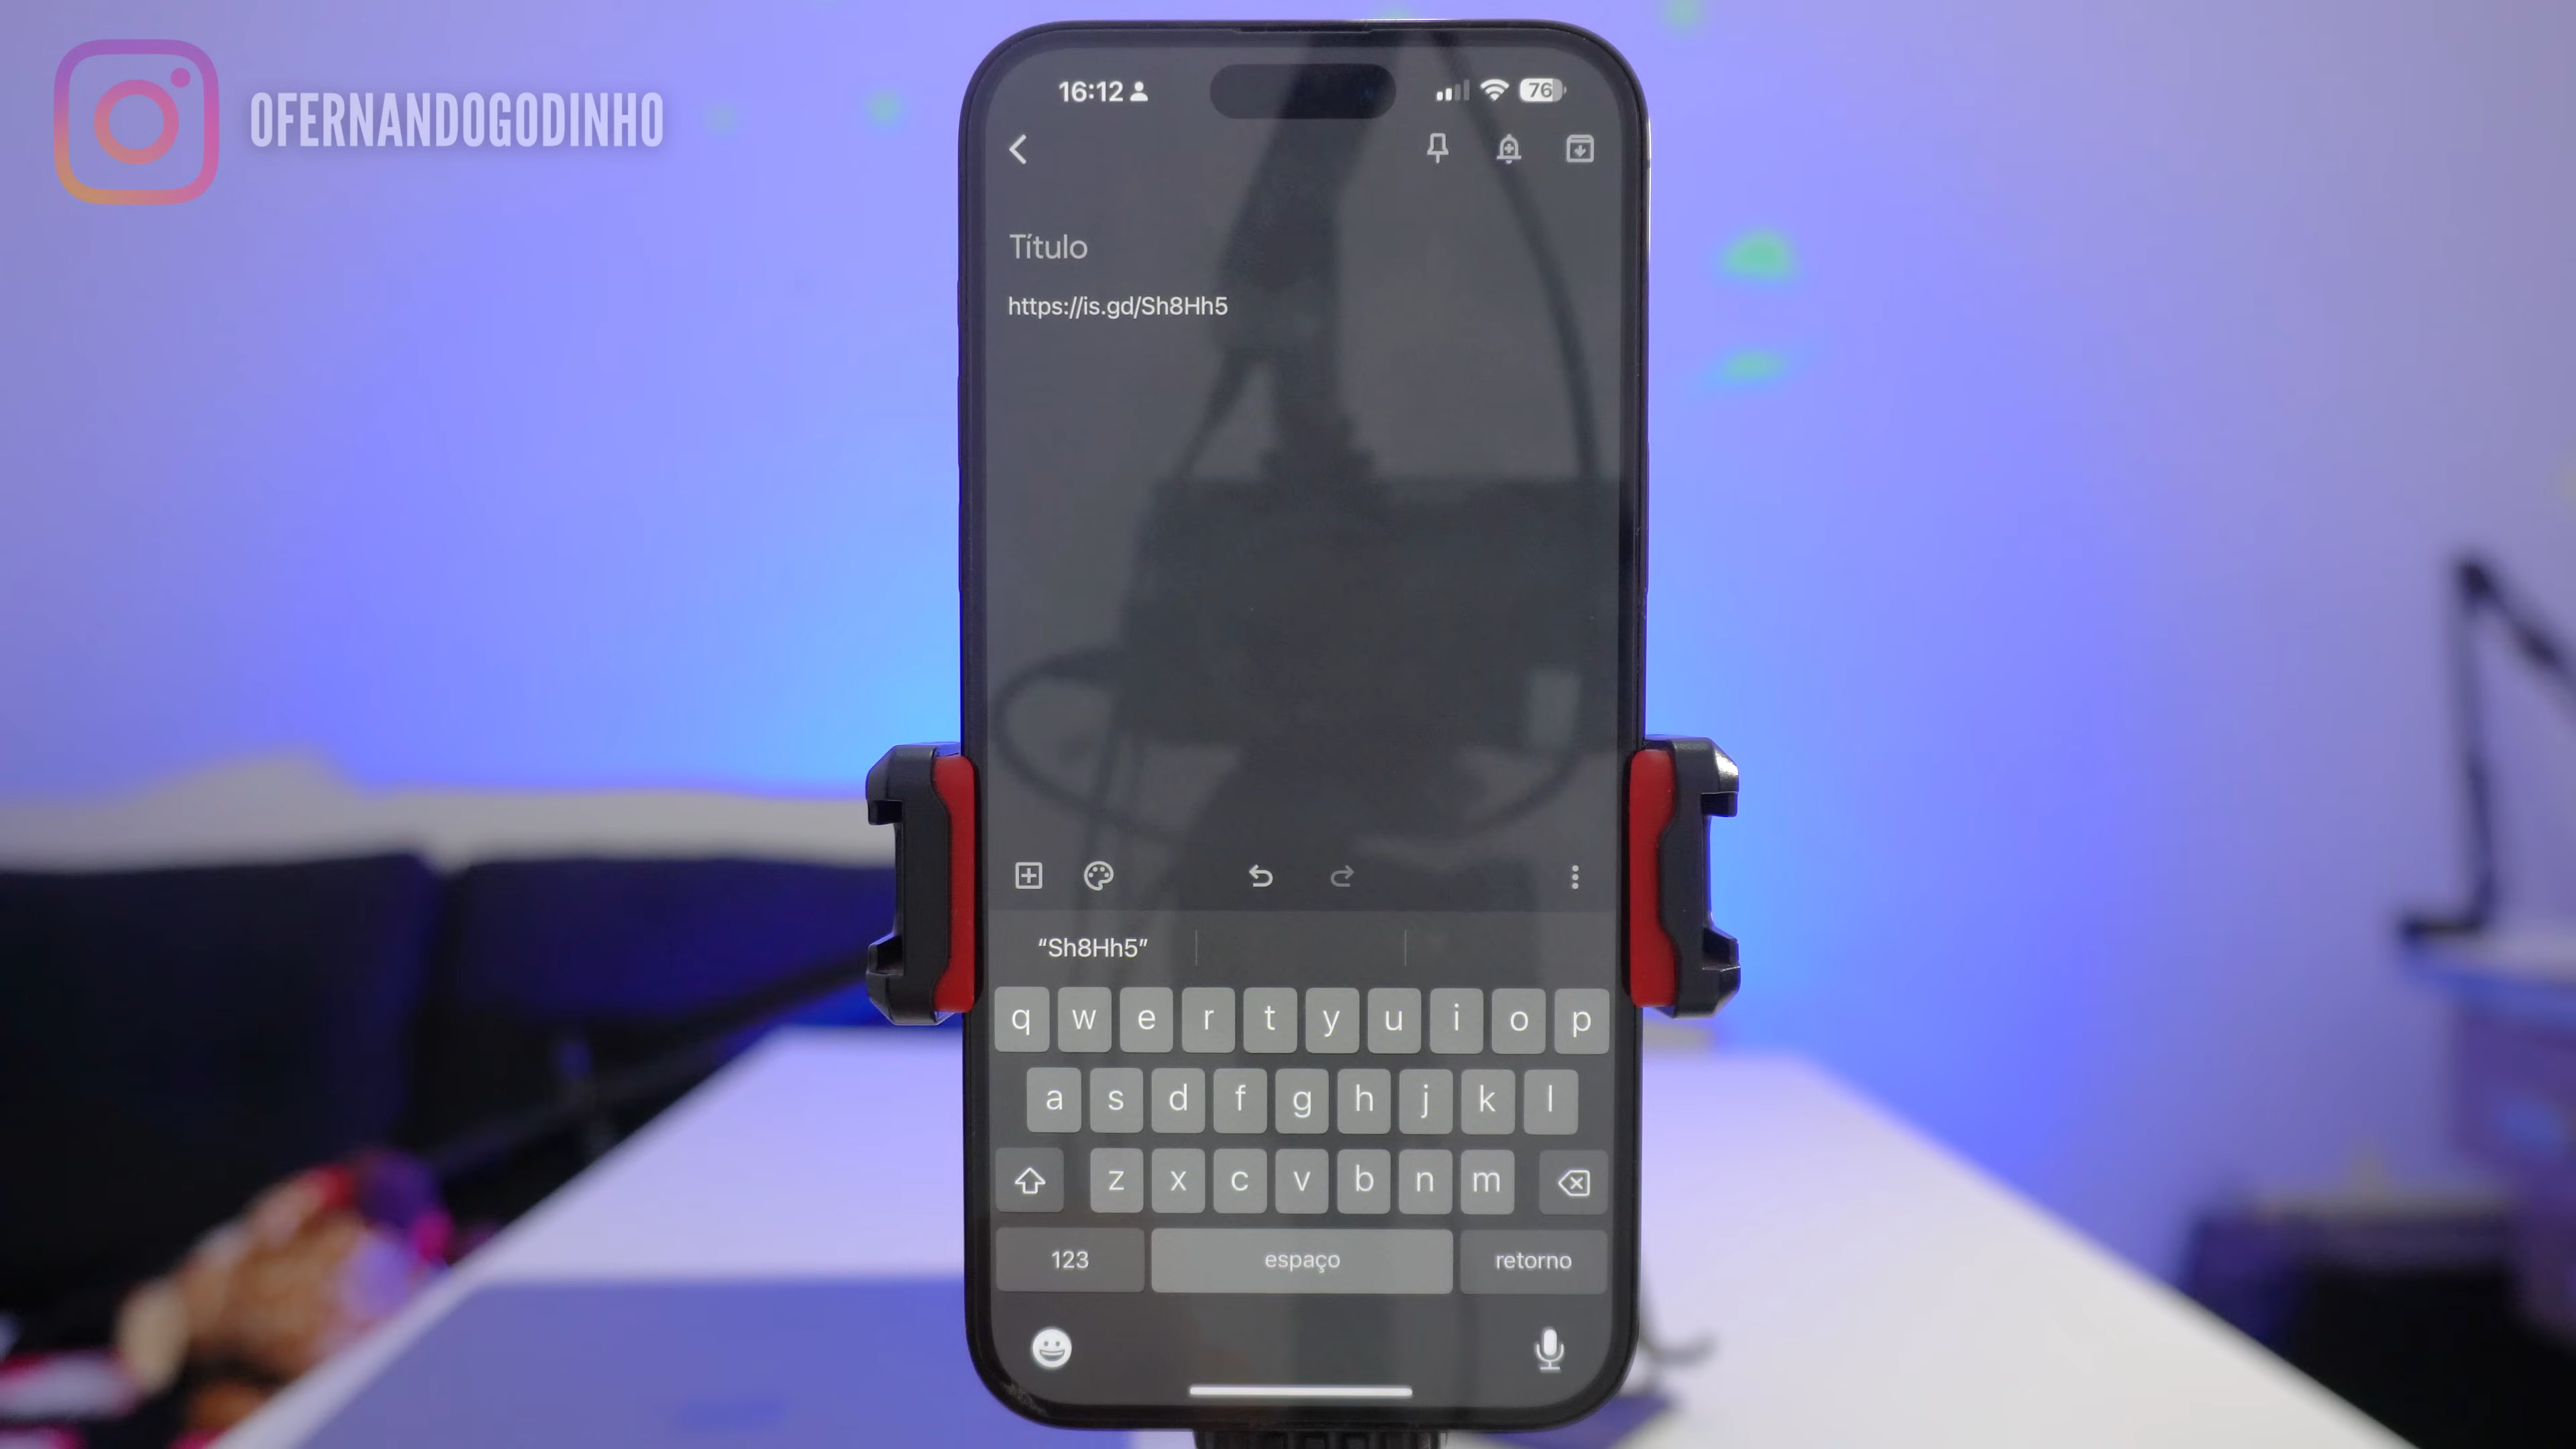 OFERNANDOGODINHO
16:12
76
Título
https://is.gd/Sh8Hh5
“Sh8Hh5”
q w e r t y u i o p
a s d f g h j k l
z x c v b n m
123 espaço retorno